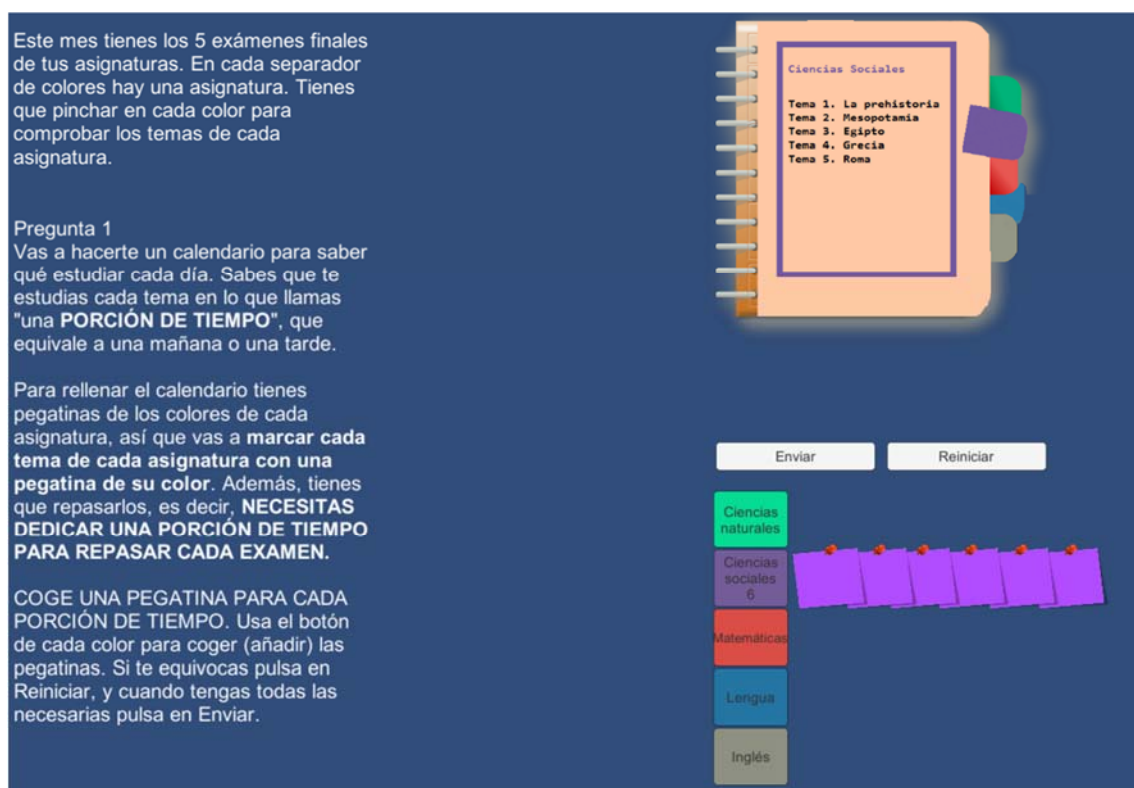 Este mes tienes los 5 exámenes finales
de tus asignaturas. En cada separador
de colores hay una asignatura. Tienes
que pinchar en cada color para
comprobar los temas de cada
asignatura.
Pregunta 1
Vas a hacerte un calendario para saber
qué estudiar cada día. Sabes que te
estudias cada tema en lo que llamas
"una PORCIÓN DE TIEMPO", que
equivale a una mañana o una tarde.
Para rellenar el calendario tienes
pegatinas de los colores de cada
asignatura, así que vas a marcar cada
tema de cada asignatura con una
pegatina de su color. Además, tienes
que repasarlos, es decir, NECESITAS
DEDICAR UNA PORCIÓN DE TIEMPO
PARA REPASAR CADA EXAMEN.
COGE UNA PEGATINA PARA CADA
PORCIÓN DE TIEMPO. Usa el botón
de cada color para coger (añadir) las
pegatinas. Si te equivocas pulsa en
Reiniciar, y cuando tengas todas las
necesarias pulsa en Enviar.
Ciencias Sociales
Tema 1. La prehistoria
Tema 2. Mesopotamia
Tema 3. Egipto
Tema 4. Grecia
Tema 5. Roma
Enviar
Reiniciar
Ciencias
naturales
Ciencias
sociales
6
Matemáticas
Lengua
Inglés